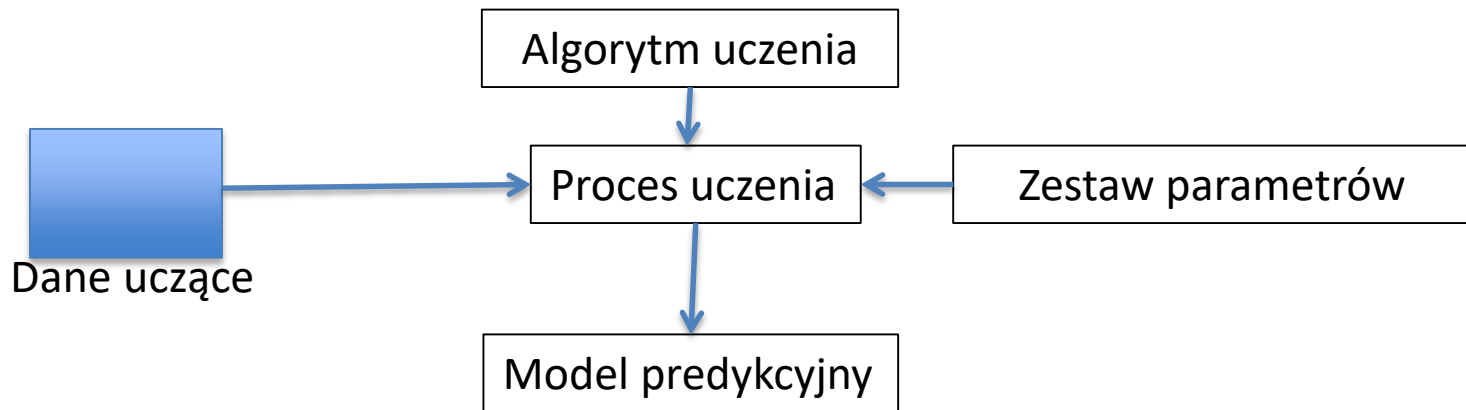 Algorytm uczenia
Proces uczenia
Zestaw parametrów
Dane uczące
Model predykcyjny